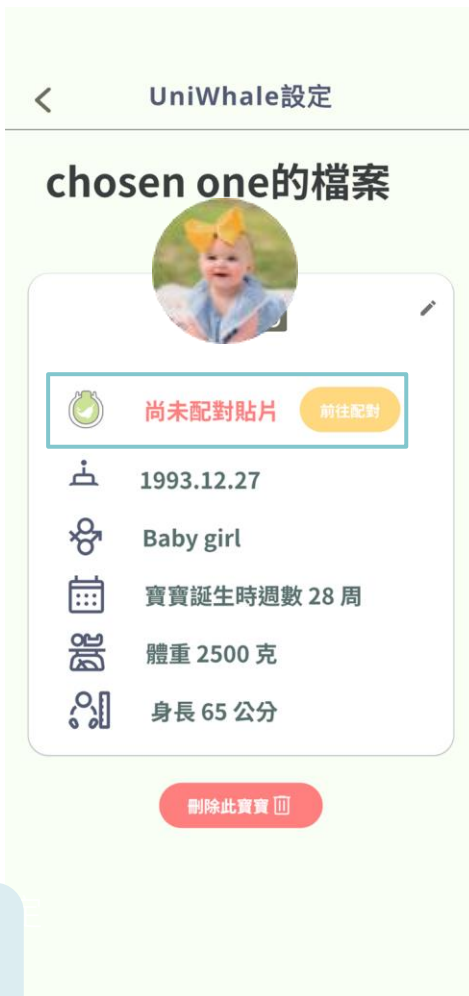 UniWhale設定
chosen one的檔案
尚未配對貼片 前往配對
1993.12.27
Baby girl
寶寶誕生時週數 28 周
體重 2500 克
身長 65 公分
刪除此寶寶